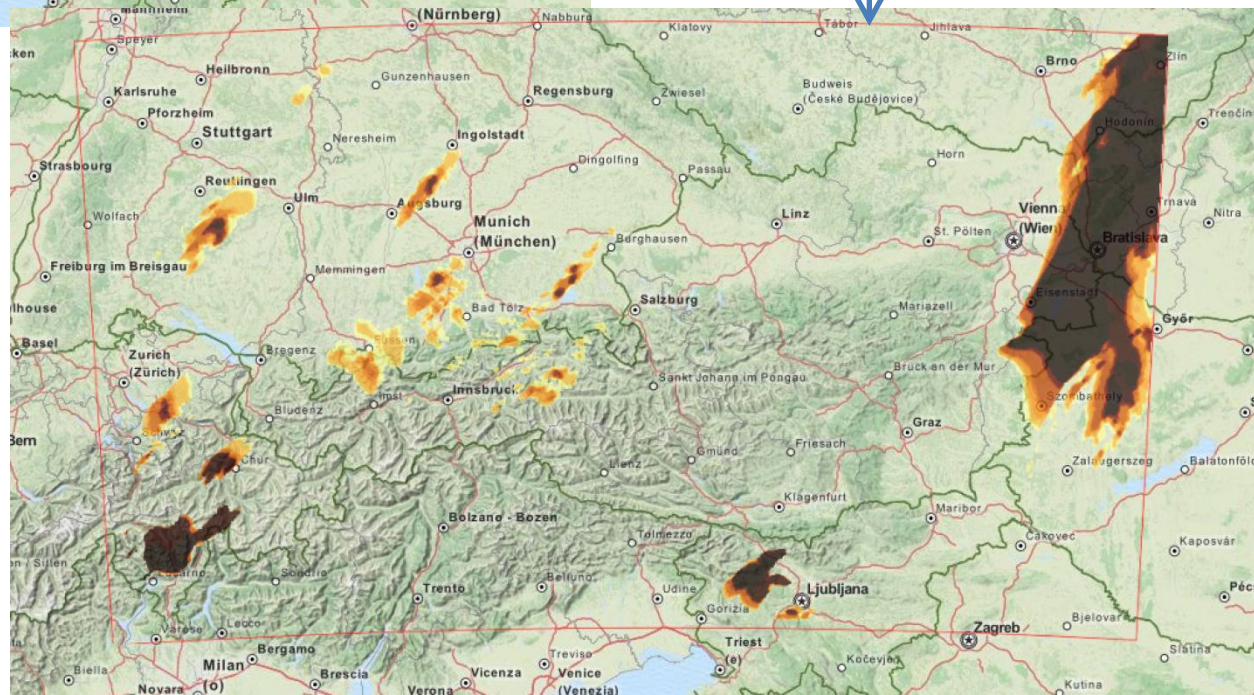 Mannheim
(Nürnberg)
Nabburg
Klatovy
Tábor
Jihlava
Speyer
Brno
Zlín
Heilbronn
Gunzenhausen
Karlsruhe
Regensburg
Zwiesel
Budweis
(České Budějovice)
Pforzheim
Stuttgart
Neresheim
Ingolstadt
Hodonín
Trenčín
Strasbourg
Dingolfing
Passau
Horn
Reutlingen
Ulm
Augsburg
Wolfach
Munich
(München)
Linz
St. Pölten
Vienna
(Wien)
Trnava
Nitra
Burghausen
Bratislava
Freiburg im Breisgau
Memmingen
Salzburg
Mariazell
Eisenstadt
Bad Tölz
Győr
Basel
Füssen
Zurich
(Zürich)
Bregenz
Bruck an der Mur
Innsbruck
Sankt Johann im Pongau
Imst
Bludenz
Szombathely
Schwyz
Bern
Graz
Chur
Friesach
Gmünd
Lienz
Zalaegerszeg
Klagenfurt
Maribor
Bolzano - Bozen
Tolmezzo
Čakovec
Kaposvár
/ Sitten
Locarno
Sondrio
Trento
Belluno
Udine
Ljubljana
Gorizia
Varese
Lecco
Triest
(e)
Zagreb
Bjelovar
Bergamo
Milan
(o)
Treviso
Kočevje
Slatina
Biella
Novara
Brescia
Vicenza
Verona
Venice
(Venezia)
Kutina